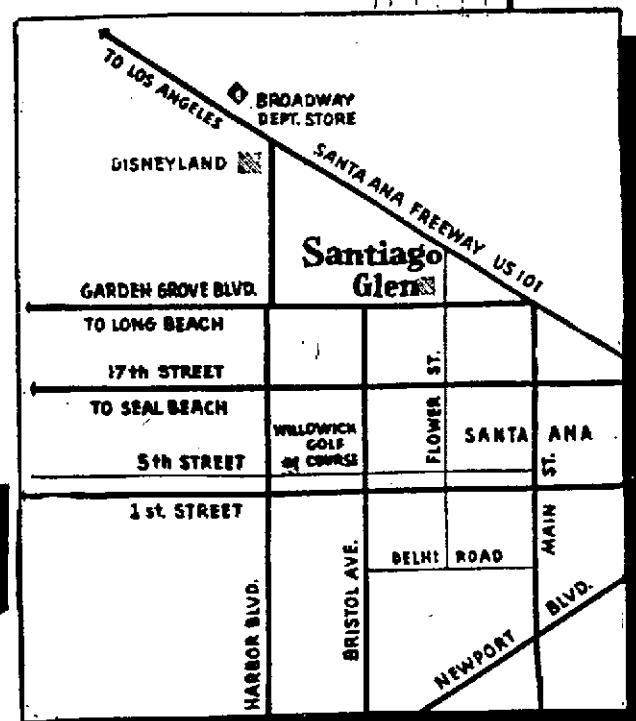 TO LOS ANGELES
BROADWAY
DEPT. STORE
DISNEYLAND
SANTA ANA FREEWAY US 101
Santiago
Glen
GARDEN GROVE BLVD.
TO LONG BEACH
17th STREET
TO SEAL BEACH
WILLOWICK
GOLF
COURSE
FLOWER ST.
SANTA ANA
5th STREET
1st. STREET
MAIN ST.
DELHI ROAD
HARBOR BLVD.
BRISTOL AVE.
NEWPORT BLVD.